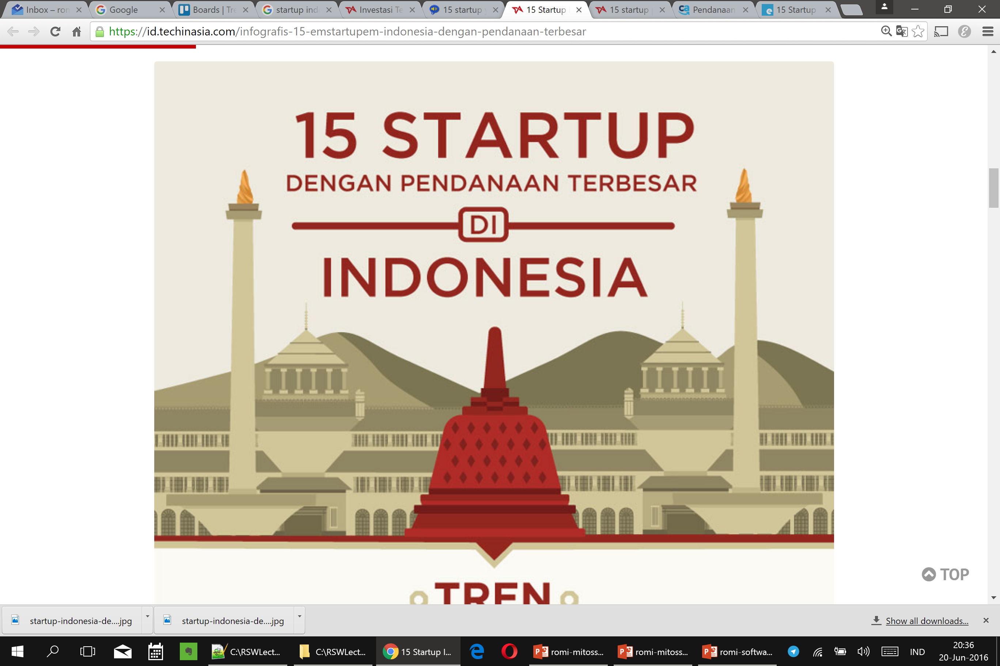 Inbox – ron
Google
Boards | Tre
startup ind
Investasi Te
15 startup
15 Startup
15 startup
Pendanaan
15 Startup
https://id.techinasia.com/infografis-15-emstartupem-indonesia-dengan-pendanaan-terbesar
15 STARTUP
DENGAN PENDANAAN TERBESAR
DI
INDONESIA
TREN
TOP
startup-indonesia-de....jpg
startup-indonesia-de....jpg
Show all downloads...
C:\RSWLect...
C:\RSWLect...
15 Startup I...
romi-mitoss...
romi-mitoss...
romi-softwa...
IND
20:36
20-Jun-2016